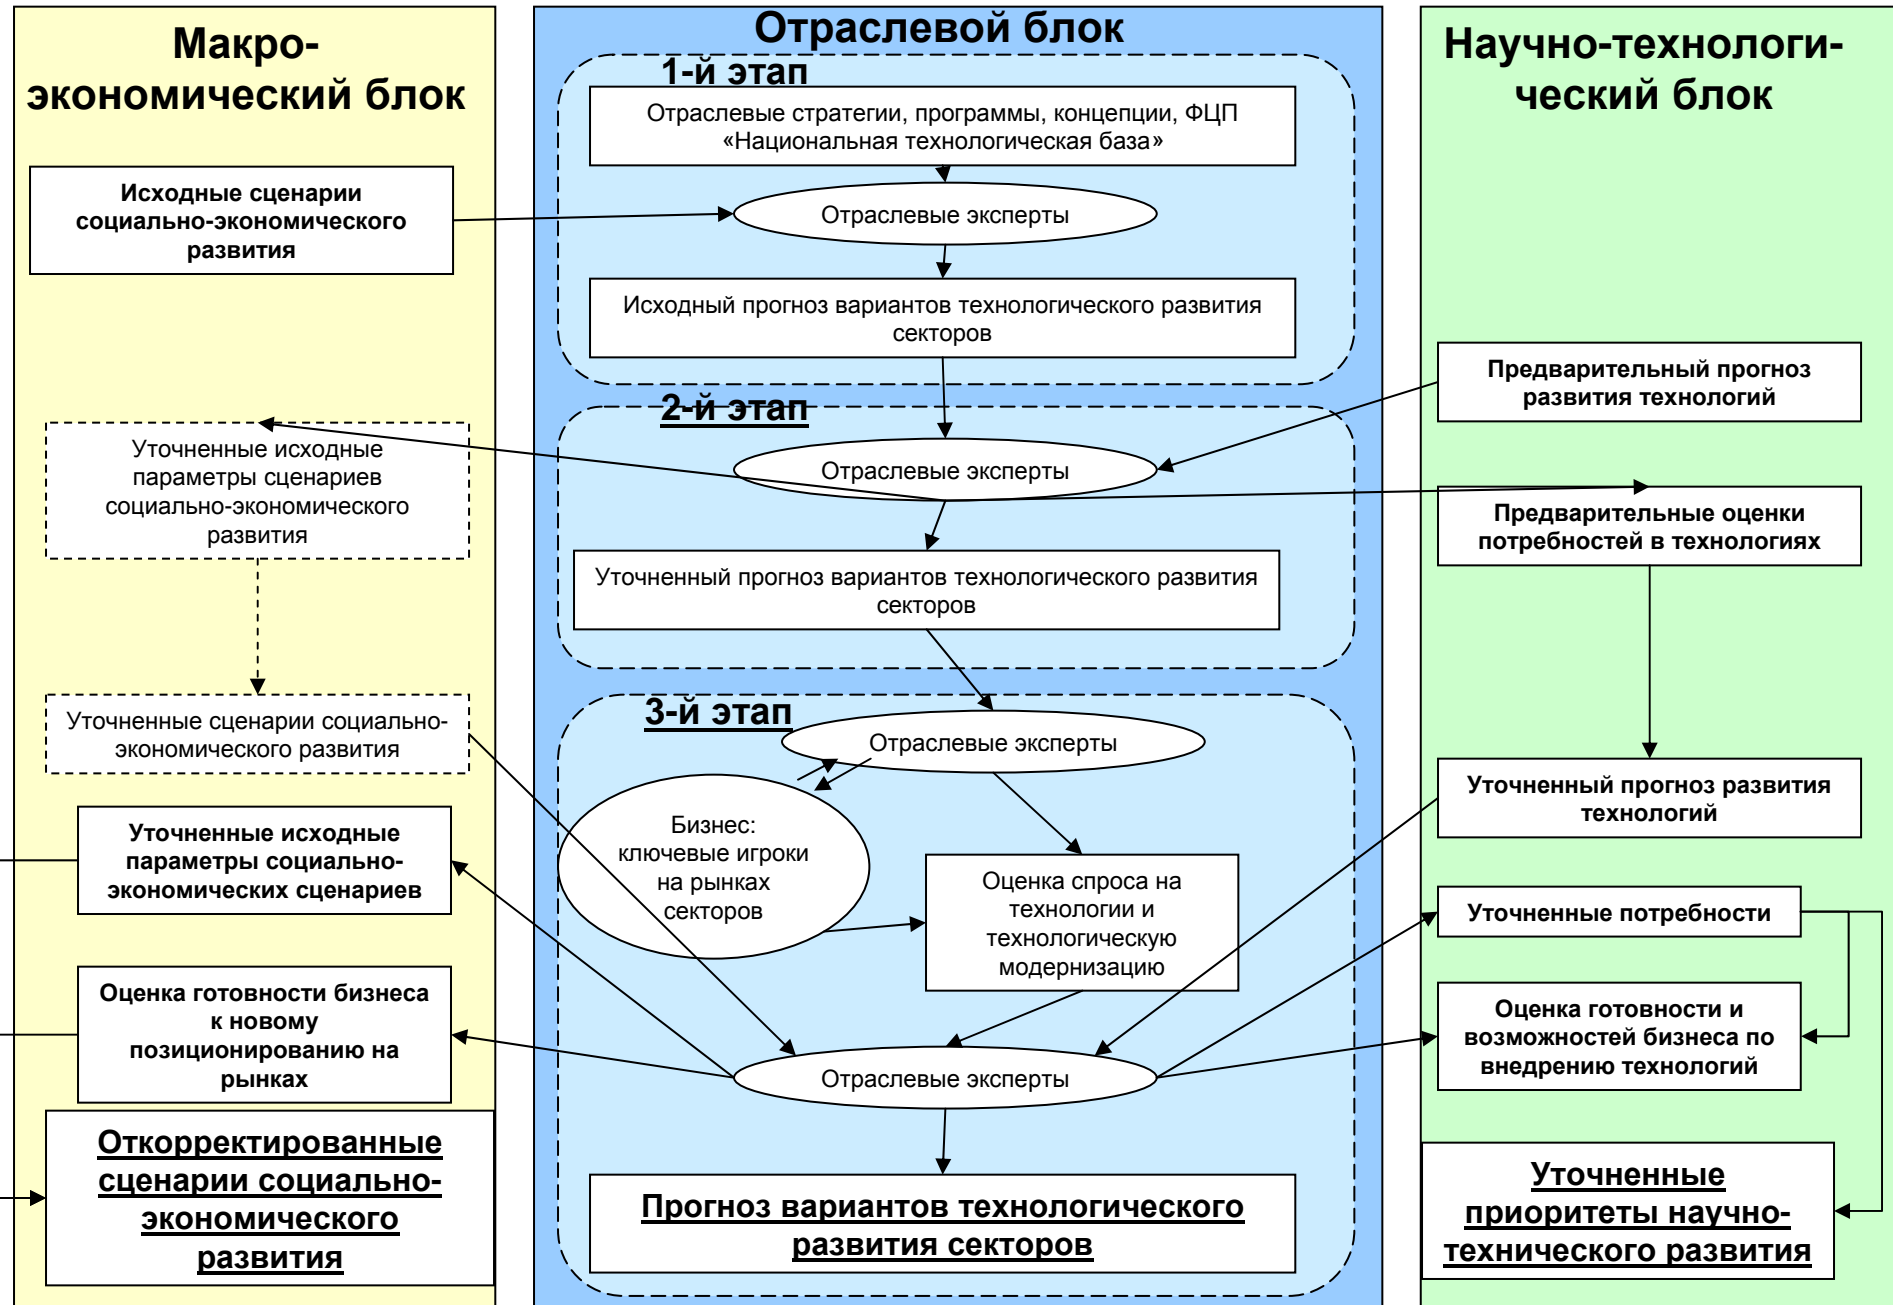 Макро-
экономический блок
Исходные сценарии
социально-экономического
развития
Уточненные исходные
параметры сценариев
социально-экономического
развития
Уточненные сценарии социально-
экономического развития
Уточненные исходные
параметры социально-
экономических сценариев
Оценка готовности бизнеса
к новому
позиционированию на
рынках
Откорректированные
сценарии социально-
экономического
развития
Отраслевой блок
1-й этап
Отраслевые стратегии, программы, концепции, ФЦП
«Национальная технологическая база»
Отраслевые эксперты
Исходный прогноз вариантов технологического развития
секторов
2-й этап
Отраслевые эксперты
Уточненный прогноз вариантов технологического развития
секторов
3-й этап
Отраслевые эксперты
Бизнес:
ключевые игроки
на рынках
секторов
Оценка спроса на
технологии и
технологическую
модернизацию
Отраслевые эксперты
Прогноз вариантов технологического
развития секторов
Научно-технологи-
ческий блок
Предварительный прогноз
развития технологий
Предварительные оценки
потребностей в технологиях
Уточненный прогноз развития
технологий
Уточненные потребности
Оценка готовности и
возможностей бизнеса по
внедрению технологий
Уточненные
приоритеты научно-
технического развития